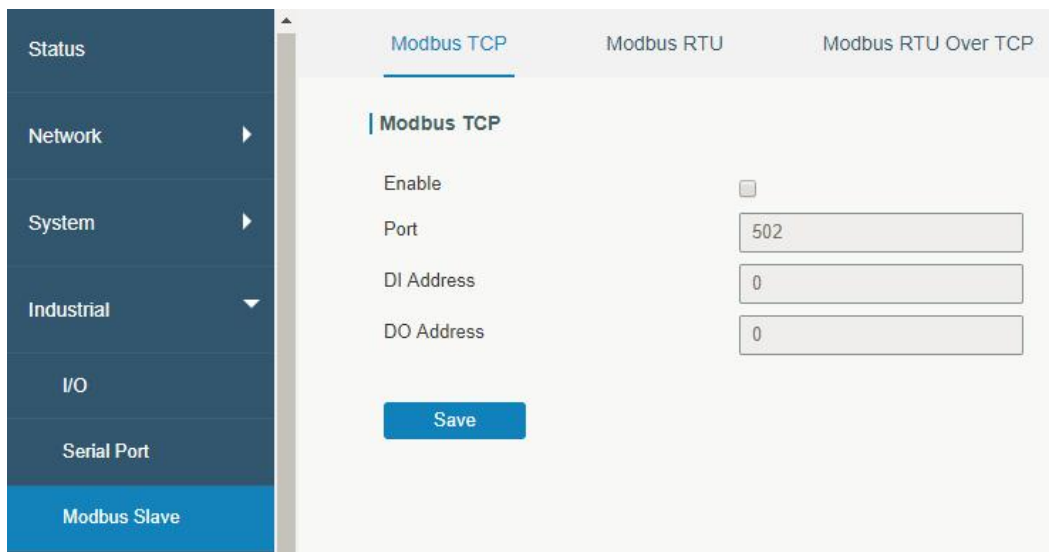 Status
Network
System
Industrial
I/O
Serial Port
Modbus Slave
Modbus TCP
Modbus RTU
Modbus RTU Over TCP
Modbus TCP
Enable
Port
502
DI Address
0
DO Address
0
Save